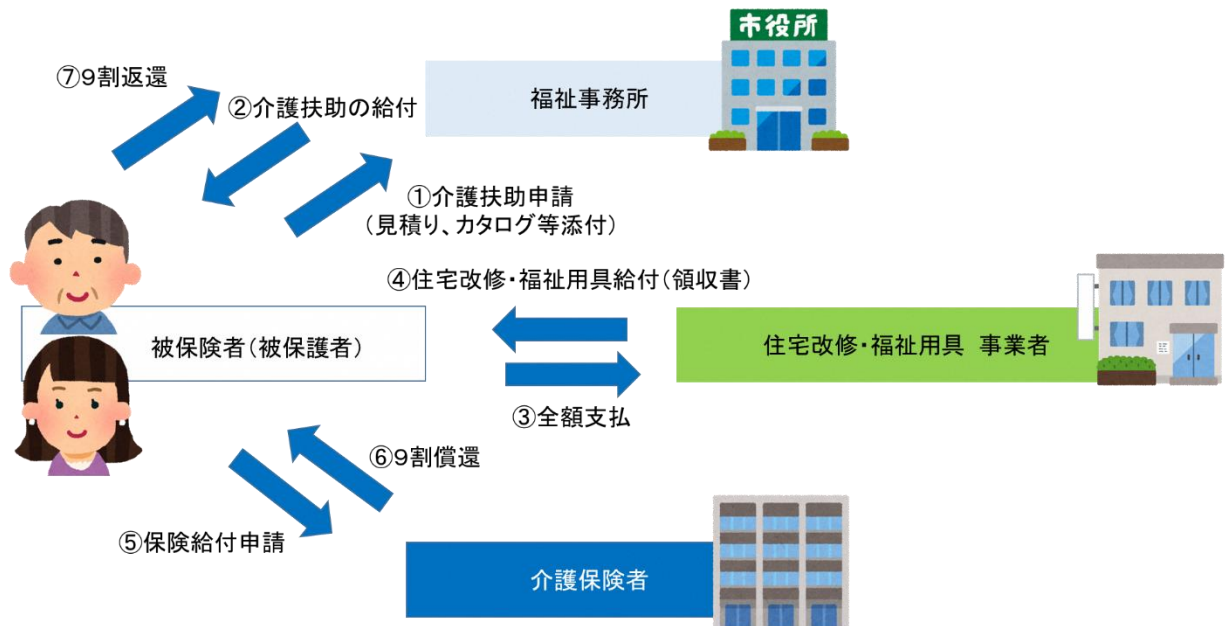 市役所
⑦9割返還
②介護扶助の給付
福祉事務所
①介護扶助申請
(見積り、カタログ等添付)
④住宅改修・福祉用具給付(領収書)
被保険者(被保護者)
住宅改修・福祉用具 事業者
③全額支払
⑥9割償還
⑤保険給付申請
介護保険者